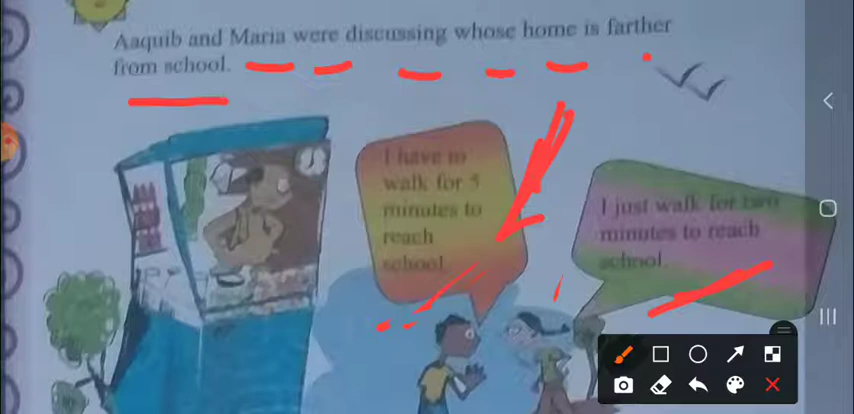 Aaquib and Maria were discussing whose home is farther
from school.
I have to
walk for 5
minutes to
reach
school.
I just walk for two
minutes to reach
school.